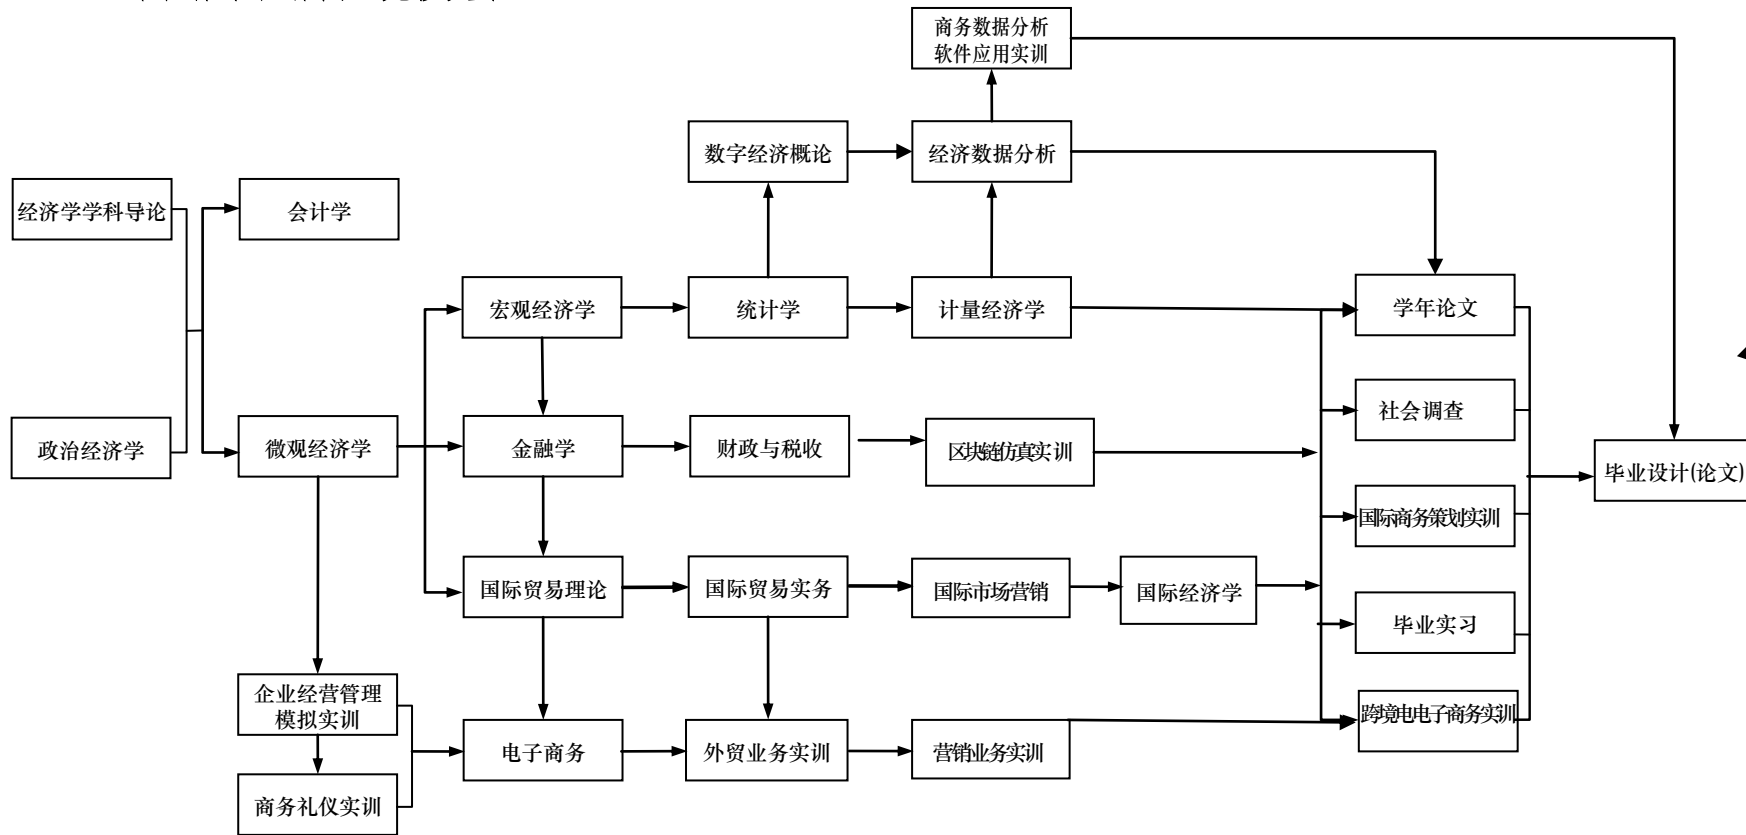 商务数据分析
软件应用实训
数字经济概论
经济数据分析
经济学学科导论
会计学
宏观经济学
统计学
计量经济学
学年论文
社会调查
政治经济学
微观经济学
金融学
财政与税收
区块链仿真实训
毕业设计(论文)
国际商务策划实训
国际贸易理论
国际贸易实务
国际市场营销
国际经济学
毕业实习
企业经营管理
模拟实训
跨境电电子商务实训
电子商务
外贸业务实训
营销业务实训
商务礼仪实训